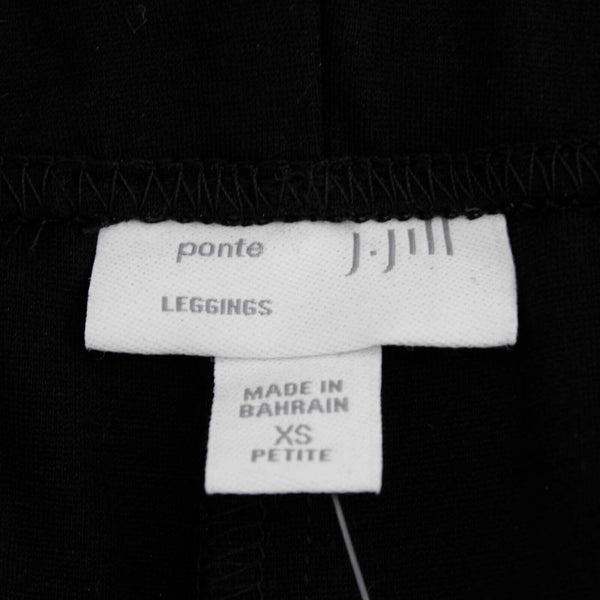 ponte j.jill
LEGGINGS
MADE IN
BAHRAIN
XS
PETITE